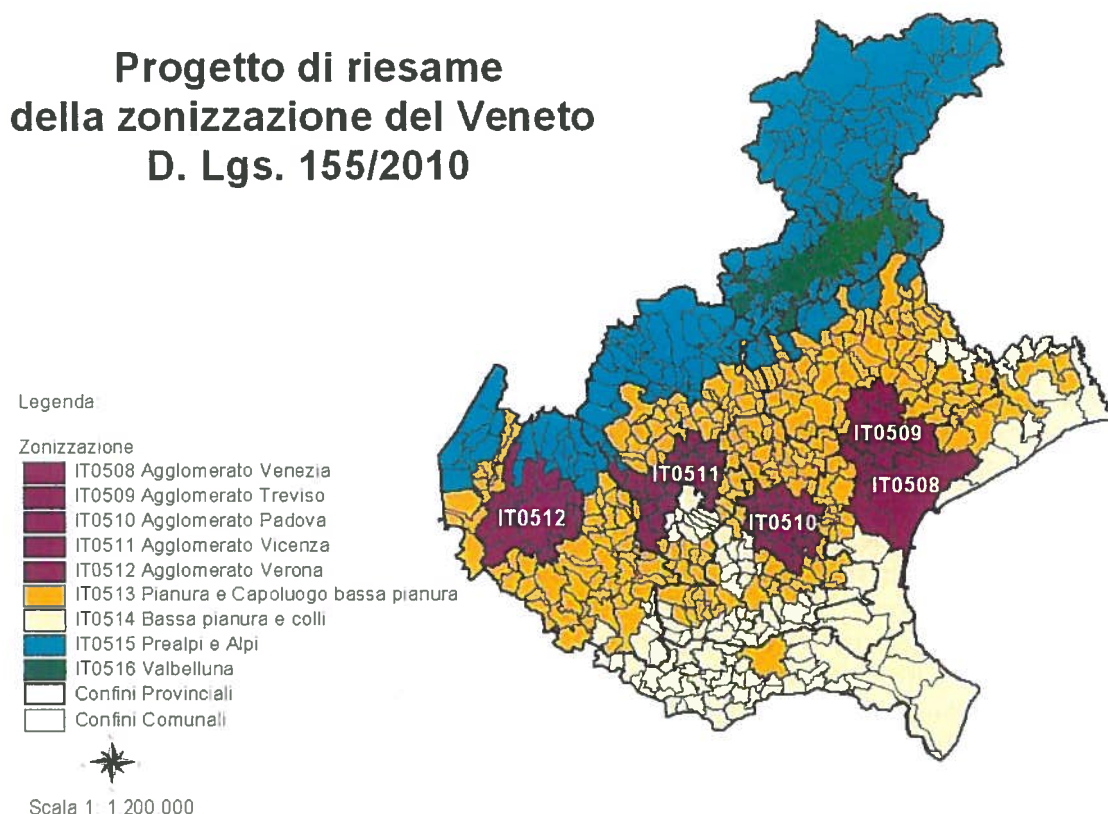 Progetto di riesame
della zonizzazione del Veneto
D. Lgs. 155/2010
Legenda
Zonizzazione
IT0508 Agglomerato Venezia
IT0509 Agglomerato Treviso
IT0510 Agglomerato Padova
IT0511 Agglomerato Vicenza
IT0512 Agglomerato Verona
IT0513 Pianura e Capoluogo bassa pianura
IT0514 Bassa pianura e colli
IT0515 Prealpi e Alpi
IT0516 Valbelluna
Confini Provinciali
Confini Comunali
Scala 1: 1 200 000
IT0509
IT0511
IT0508
IT0512
IT0510